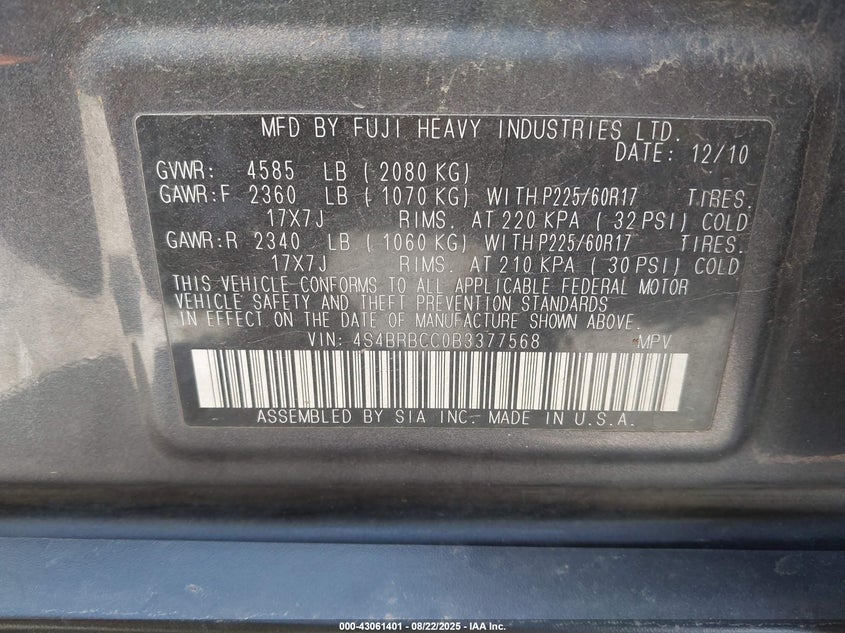 MFD BY FUJI HEAVY INDUSTRIES LTD.
DATE: 12/10
GVWR: 4585 LB ( 2080 KG)
GAWR:F 2360 LB ( 1070 KG) WITH P225/60R17 TIRES.
17X7J RIMS. AT 220 KPA ( 32 PSI) COLD
GAWR:R 2340 LB ( 1060 KG) WITH P225/60R17 TIRES.
17X7J RIMS. AT 210 KPA ( 30 PSI) COLD
THIS VEHICLE CONFORMS TO ALL APPLICABLE FEDERAL MOTOR
VEHICLE SAFETY AND THEFT PREVENTION STANDARDS
IN EFFECT ON THE DATE OF MANUFACTURE SHOWN ABOVE.
VIN: 4S4BRBCC0B3377568 MPV
ASSEMBLED BY SIA INC. MADE IN U.S.A.
000-43061401 - 08/22/2025 - IAA Inc.